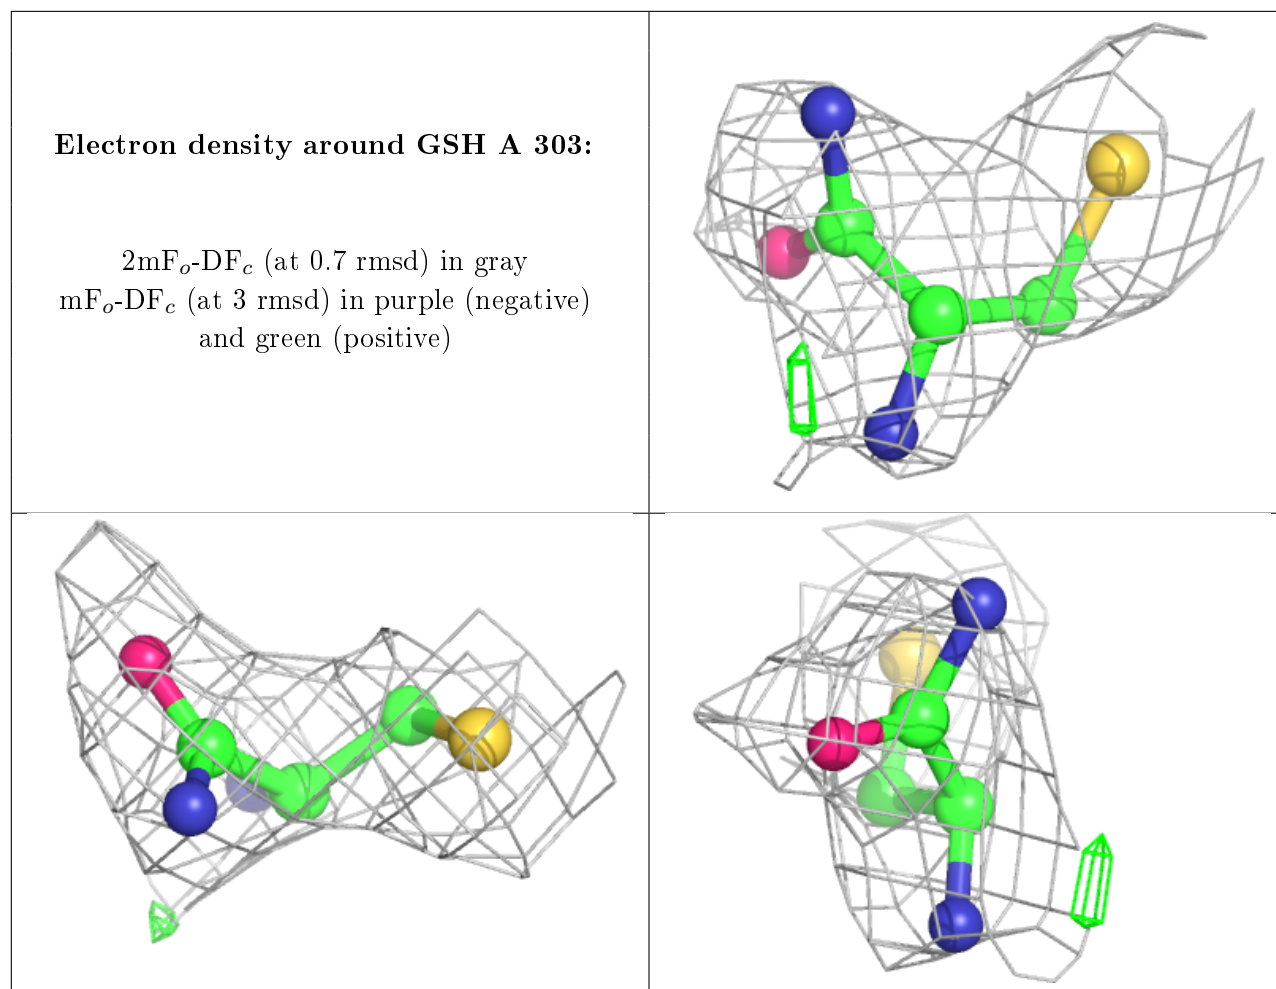 Electron density around GSH A 303:
2mFₒ-DF𝒸 (at 0.7 rmsd) in gray
mFₒ-DF𝒸 (at 3 rmsd) in purple (negative)
and green (positive)